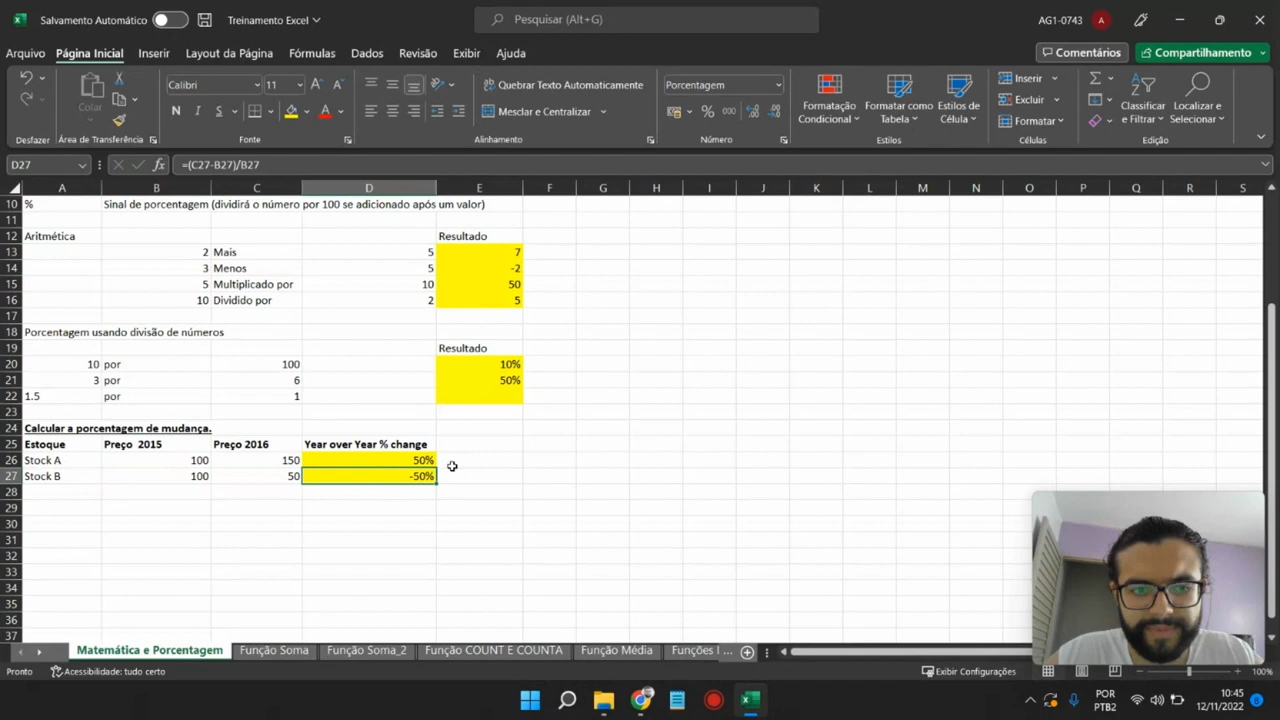 Salvamento Automático
Treinamento Excel
Pesquisar (Alt+G)
AG1-0743
A
Arquivo
Página Inicial
Inserir
Layout da Página
Fórmulas
Dados
Revisão
Exibir
Ajuda
Comentários
Compartilhamento
Colar
Calibri
11
N
I
S
A
Quebrar Texto Automaticamente
Mesclar e Centralizar
Porcentagem
%
000
Formatação Condicional
Formatar como Tabela
Estilos de Célula
Inserir
Excluir
Formatar
Classificar e Filtrar
Localizar e Selecionar
Desfazer
Área de Transferência
Fonte
Alinhamento
Número
Estilos
Células
Edição
D27
fx
=(C27-B27)/B27
A B C D E F G H I J K L M N O P Q R S
10 % Sinal de porcentagem (dividirá o número por 100 se adicionado após um valor)
11
12 Aritmética Resultado
13 2 Mais 5 7
14 3 Menos 5 -2
15 5 Multiplicado por 10 50
16 10 Dividido por 2 5
17
18 Porcentagem usando divisão de números
19 Resultado
20 10 por 100 10%
21 3 por 6 50%
22 1.5 por 1
23
24 Calcular a porcentagem de mudança.
25 Estoque Preço 2015 Preço 2016 Year over Year % change
26 Stock A 100 150 50%
27 Stock B 100 50 -50%
28
29
30
31
32
33
34
35
36
37
Matemática e Porcentagem
Função Soma
Função Soma_2
Função COUNT E COUNTA
Função Média
Funções I ...
Pronto
Acessibilidade: tudo certo
Exibir Configurações
100%
POR
PTB2
10:45
12/11/2022
8